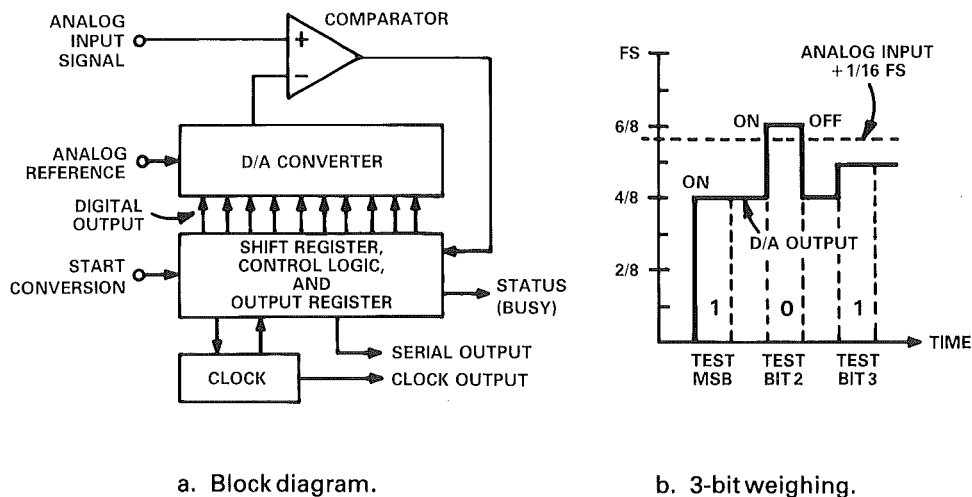 ANALOG
INPUT
SIGNAL
COMPARATOR
+
−
ANALOG
REFERENCE
D/A CONVERTER
DIGITAL
OUTPUT
START
CONVERSION
SHIFT REGISTER,
CONTROL LOGIC,
AND
OUTPUT REGISTER
STATUS
(BUSY)
SERIAL OUTPUT
CLOCK
CLOCK OUTPUT
a. Block diagram.
FS
ANALOG INPUT
+1/16 FS
6/8
ON
OFF
ON
4/8
D/A OUTPUT
2/8
1
0
1
TIME
TEST
MSB
TEST
BIT 2
TEST
BIT 3
b. 3-bit weighing.